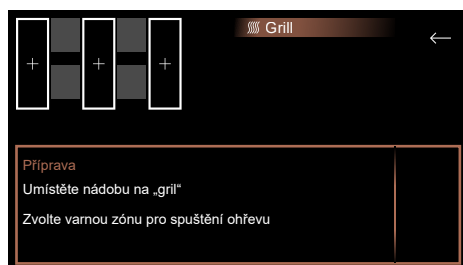 Grill
Příprava
Umístěte nádobu na „gril“
Zvolte varnou zónu pro spuštění ohřevu